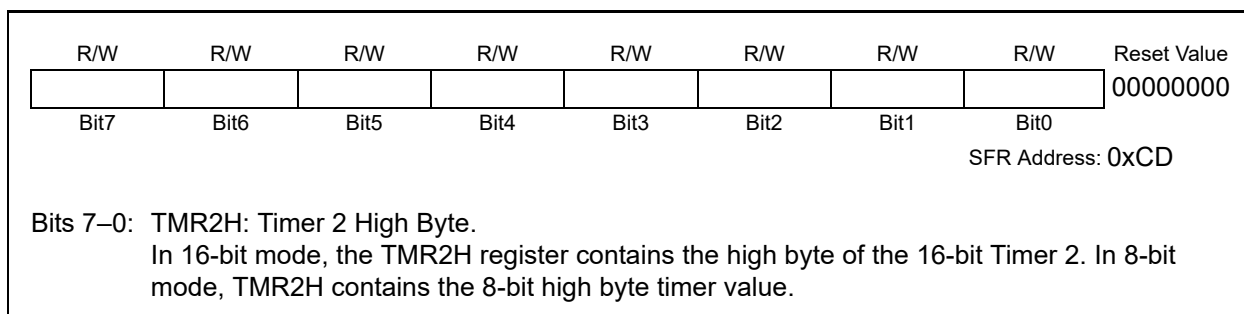 R/W R/W R/W R/W R/W R/W R/W R/W Reset Value
00000000
Bit7 Bit6 Bit5 Bit4 Bit3 Bit2 Bit1 Bit0
SFR Address: 0xCD
Bits 7–0: TMR2H: Timer 2 High Byte.
In 16-bit mode, the TMR2H register contains the high byte of the 16-bit Timer 2. In 8-bit
mode, TMR2H contains the 8-bit high byte timer value.